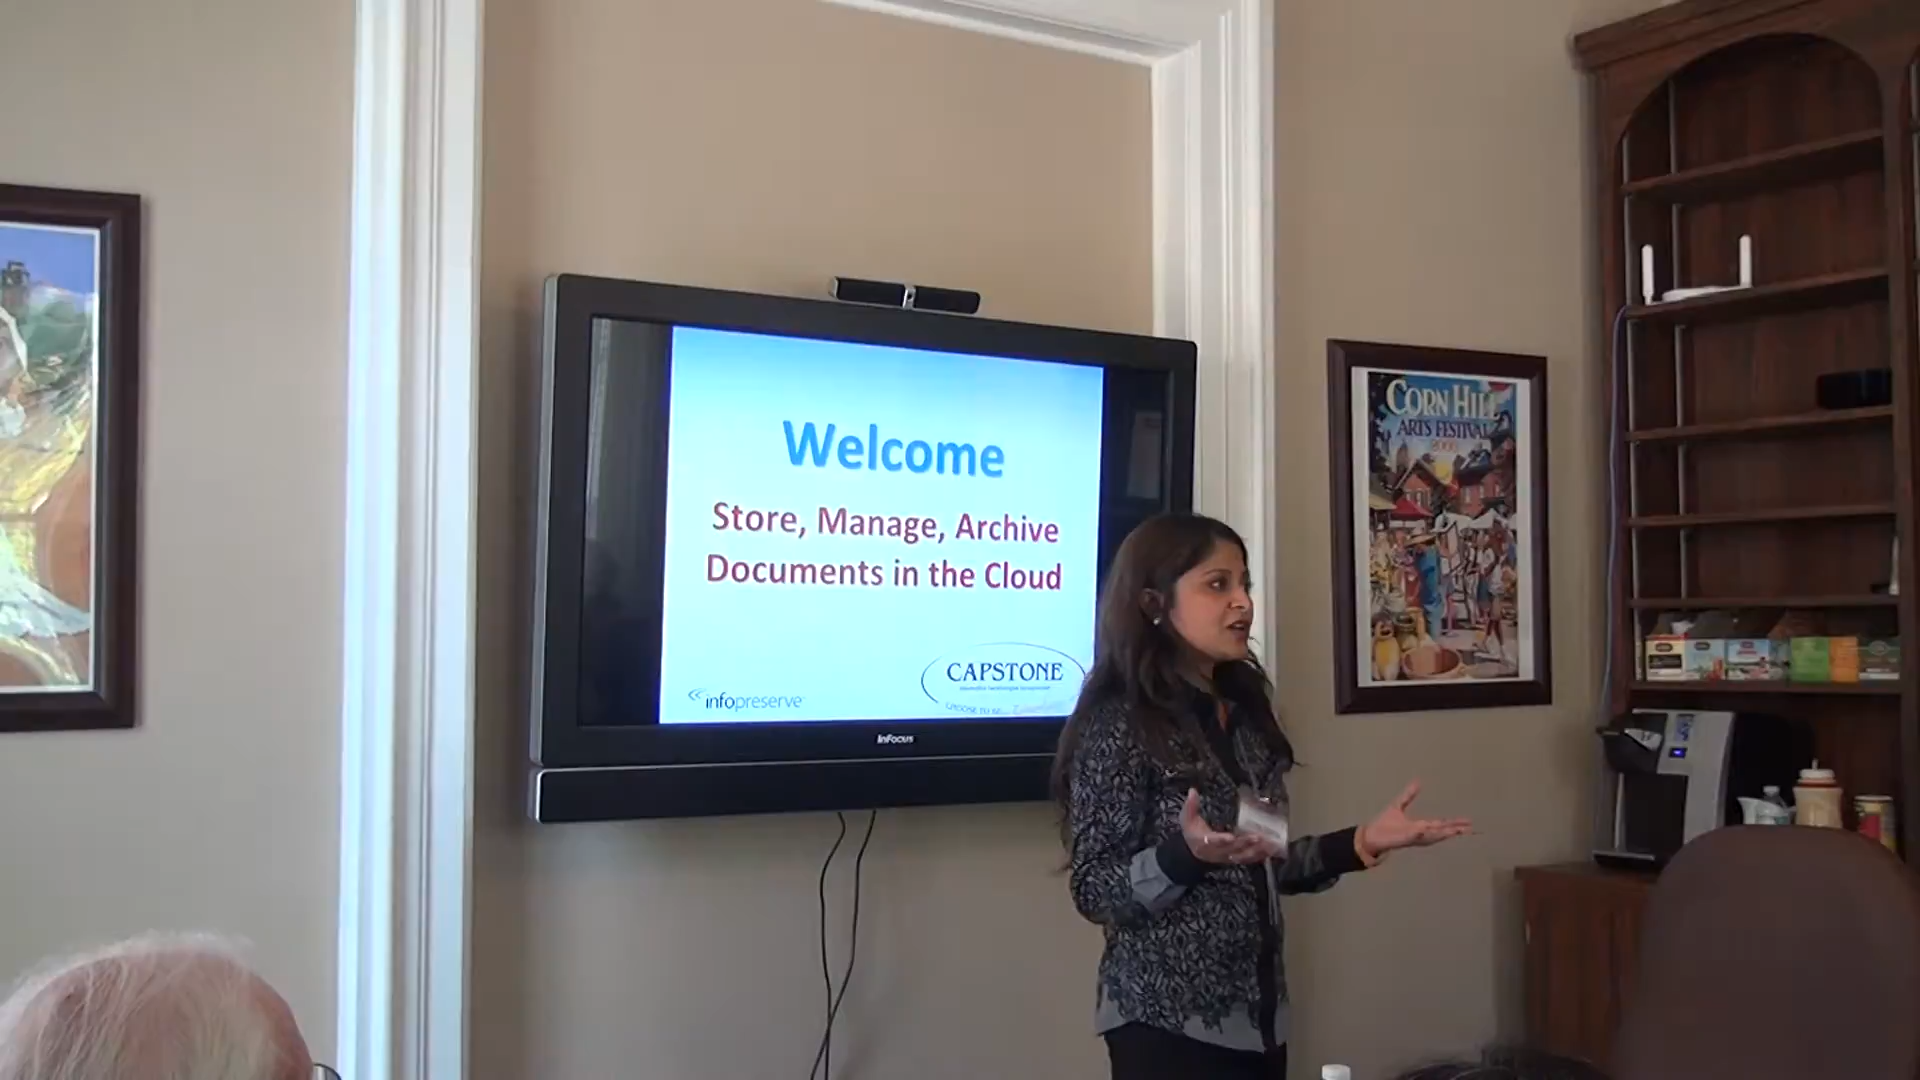 Welcome
Store, Manage, Archive
Documents in the Cloud
infopreserve
CAPSTONE
InFocus
CORN HILL
ARTS FESTIVAL